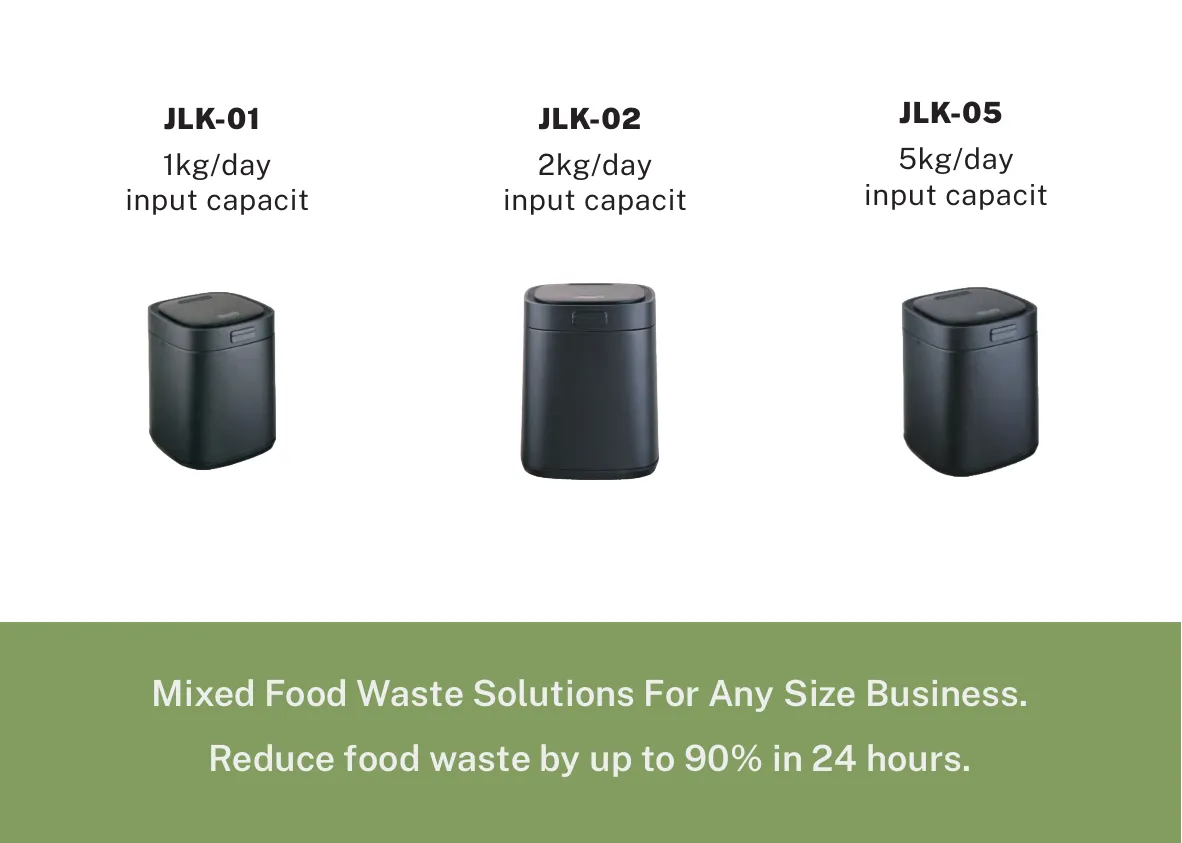 JLK-01
1kg/day
input capacit
JLK-02
2kg/day
input capacit
JLK-05
5kg/day
input capacit
Mixed Food Waste Solutions For Any Size Business.
Reduce food waste by up to 90% in 24 hours.